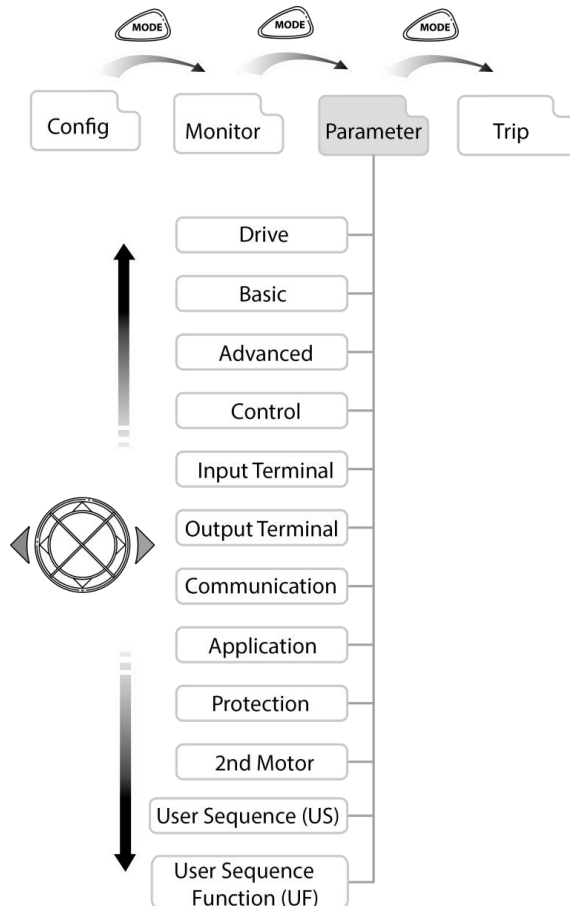 MODE MODE MODE
Config Monitor Parameter Trip
Drive
Basic
Advanced
Control
Input Terminal
Output Terminal
Communication
Application
Protection
2nd Motor
User Sequence (US)
User Sequence
Function (UF)